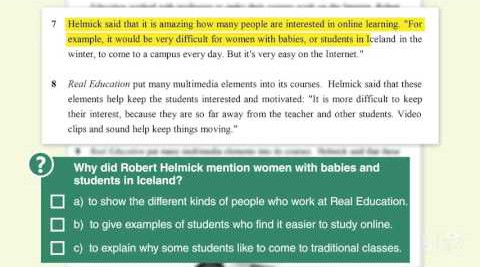 7 Helmick said that it is amazing how many people are interested in online learning. "For
example, it would be very difficult for women with babies, or students in Iceland in the
winter, to come to a campus every day. But it's very easy on the Internet."
8 Real Education put many multimedia elements into its courses. Helmick said that these
elements help keep the students interested and motivated: "It is more difficult to keep
their interest, because they are so far away from the teacher and other students. Video
clips and sound help keep things moving."
? Why did Robert Helmick mention women with babies and
students in Iceland?
a) to show the different kinds of people who work at Real Education.
b) to give examples of students who find it easier to study online.
c) to explain why some students like to come to traditional classes.